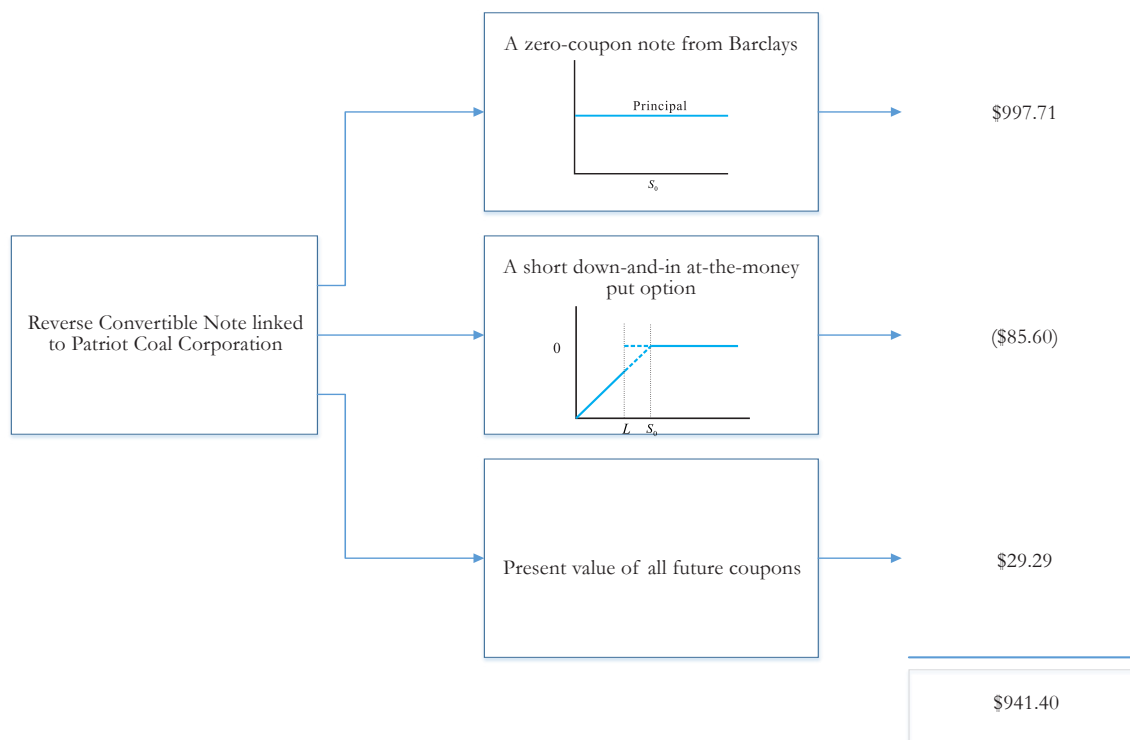 A zero-coupon note from Barclays
Principal
S₀
$997.71
Reverse Convertible Note linked
to Patriot Coal Corporation
A short down-and-in at-the-money
put option
0
L S₀
($85.60)
Present value of all future coupons
$29.29
$941.40